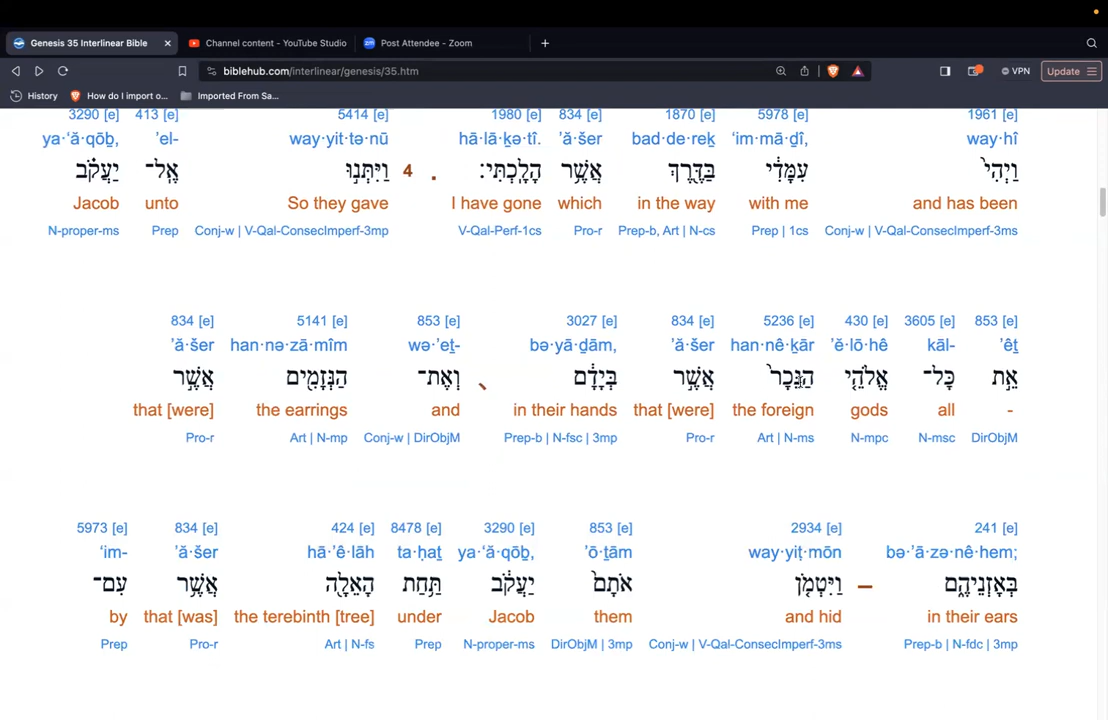 Genesis 35 Interlinear Bible
Channel content - YouTube Studio
Post Attendee - Zoom
biblehub.com/interlinear/genesis/35.htm
VPN
Update
History
How do I import o...
Imported From Sa...
3290 [e] 413 [e] 5414 [e] 1980 [e] 834 [e] 1870 [e] 5978 [e] 1961 [e]
ya·‘ă·qōḇ, ’el- way·yit·tə·nū hā·lā·ḵə·tî. ’ă·šer bad·de·reḵ ‘im·mā·ḏî, way·hî
וַיְהִי֙ עִמָּדִ֔י בַּדֶּ֖רֶךְ אֲשֶׁ֥ר הָלָֽכְתִּי׃ . 4 וַיִּתְּנ֣וּ אֶֽל־ יַעֲקֹ֗ב
Jacob unto So they gave I have gone which in the way with me and has been
N-proper-ms Prep Conj-w | V-Qal-ConsecImperf-3mp V-Qal-Perf-1cs Pro-r Prep-b, Art | N-cs Prep | 1cs Conj-w | V-Qal-ConsecImperf-3ms
834 [e] 5141 [e] 853 [e] 3027 [e] 834 [e] 5236 [e] 430 [e] 3605 [e] 853 [e]
’ă·šer han·nə·zā·mîm wə·’eṯ- bə·yā·ḏām, ’ă·šer han·nê·ḵār ’ĕ·lō·hê kāl- ’êṯ
אֵ֣ת כָּל־ אֱלֹהֵ֤י הַנֵּכָר֙ אֲשֶׁ֣ר בְּיָדָ֔ם 、 וְאֶת־ הַנְּזָמִ֖ים אֲשֶׁ֣ר
that [were] the earrings and in their hands that [were] the foreign gods all -
Pro-r Art | N-mp Conj-w | DirObjM Prep-b | N-fsc | 3mp Pro-r Art | N-ms N-mpc N-msc DirObjM
5973 [e] 834 [e] 424 [e] 8478 [e] 3290 [e] 853 [e] 2934 [e] 241 [e]
‘im- ’ă·šer hā·’ê·lāh ta·ḥaṯ ya·‘ă·qōḇ, ’ō·ṯām way·yiṭ·mōn bə·’ā·zə·nê·hem;
בְּאָזְנֵיהֶ֑ם – וַיִּטְמֹ֤ן אֹתָם֙ יַעֲקֹ֔ב תַּ֥חַת הָאֵלָ֖ה אֲשֶׁ֥ר עִם־
by that [was] the terebinth [tree] under Jacob them and hid in their ears
Prep Pro-r Art | N-fs Prep N-proper-ms DirObjM | 3mp Conj-w | V-Qal-ConsecImperf-3ms Prep-b | N-fdc | 3mp